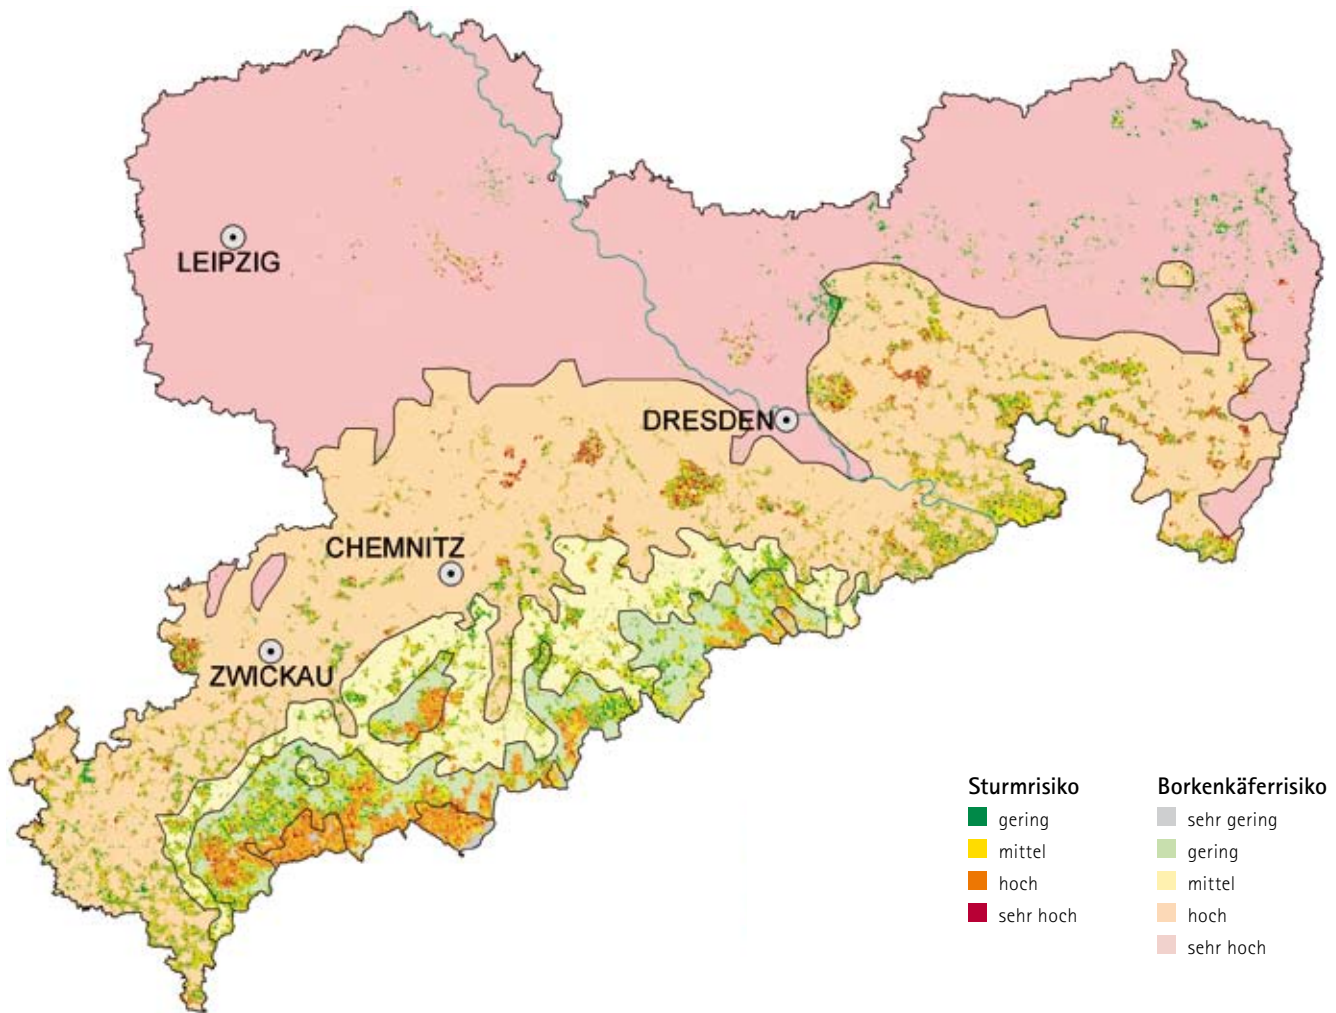 LEIPZIG
DRESDEN
CHEMNITZ
ZWICKAU
Sturmrisiko
gering
mittel
hoch
sehr hoch
Borkenkäferrisiko
sehr gering
gering
mittel
hoch
sehr hoch